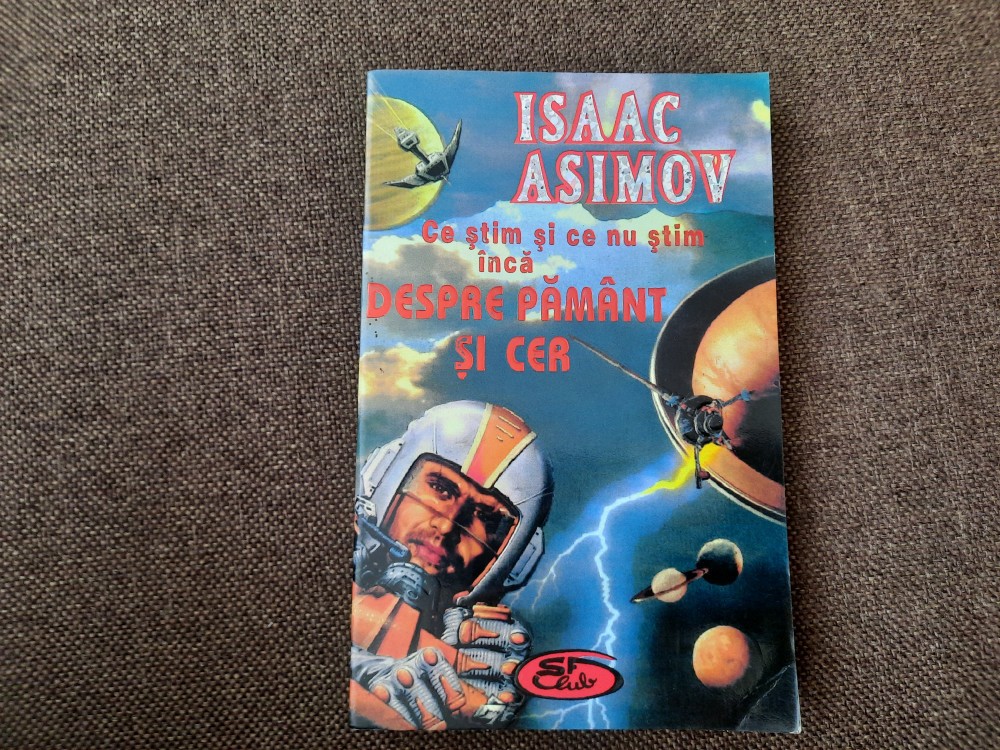 ISAAC
ASIMOV
Ce ştim şi ce nu ştim
încă
DESPRE PĂMÂNT
ŞI CER
SF
Club